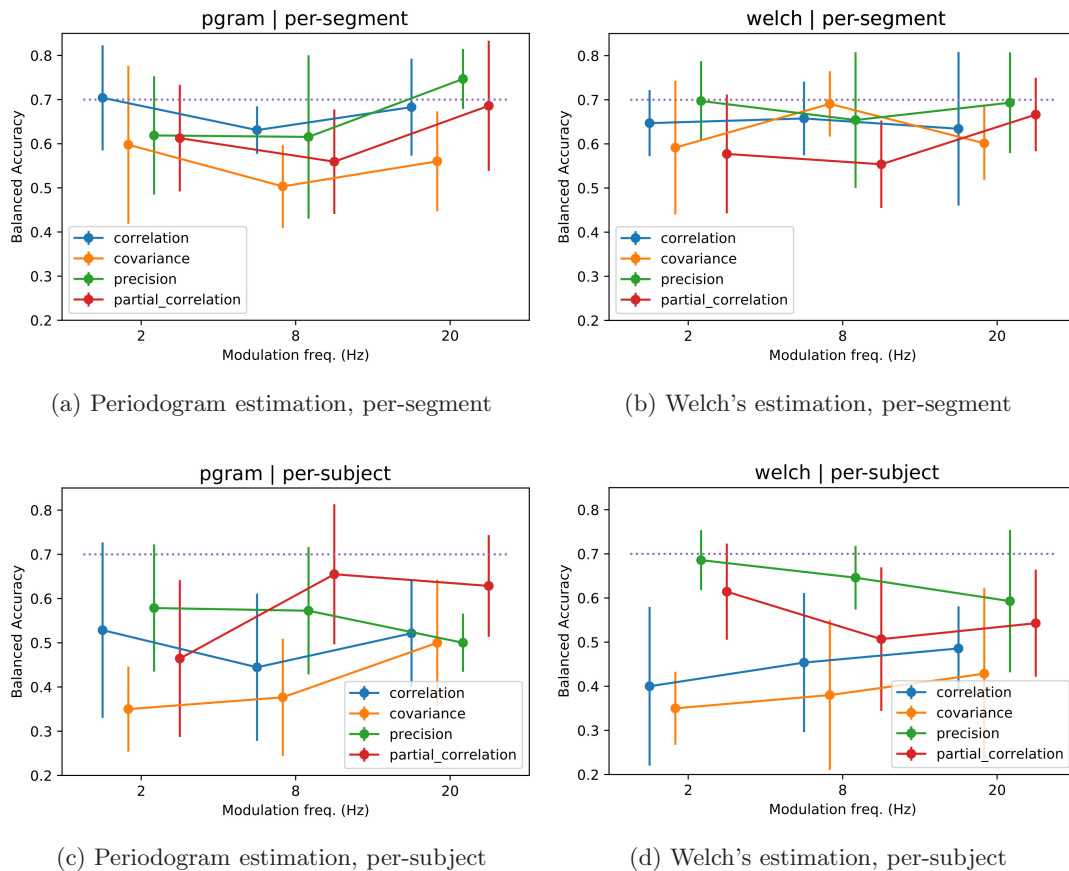 pgram | per-segment
Balanced Accuracy
0.8
0.7
0.6
0.5
0.4
0.3
0.2
correlation
covariance
precision
partial_correlation
2
8
20
Modulation freq. (Hz)
(a) Periodogram estimation, per-segment
welch | per-segment
Balanced Accuracy
0.8
0.7
0.6
0.5
0.4
0.3
0.2
correlation
covariance
precision
partial_correlation
2
8
20
Modulation freq. (Hz)
(b) Welch's estimation, per-segment
pgram | per-subject
Balanced Accuracy
0.8
0.7
0.6
0.5
0.4
0.3
0.2
correlation
covariance
precision
partial_correlation
2
8
20
Modulation freq. (Hz)
(c) Periodogram estimation, per-subject
welch | per-subject
Balanced Accuracy
0.8
0.7
0.6
0.5
0.4
0.3
0.2
correlation
covariance
precision
partial_correlation
2
8
20
Modulation freq. (Hz)
(d) Welch's estimation, per-subject